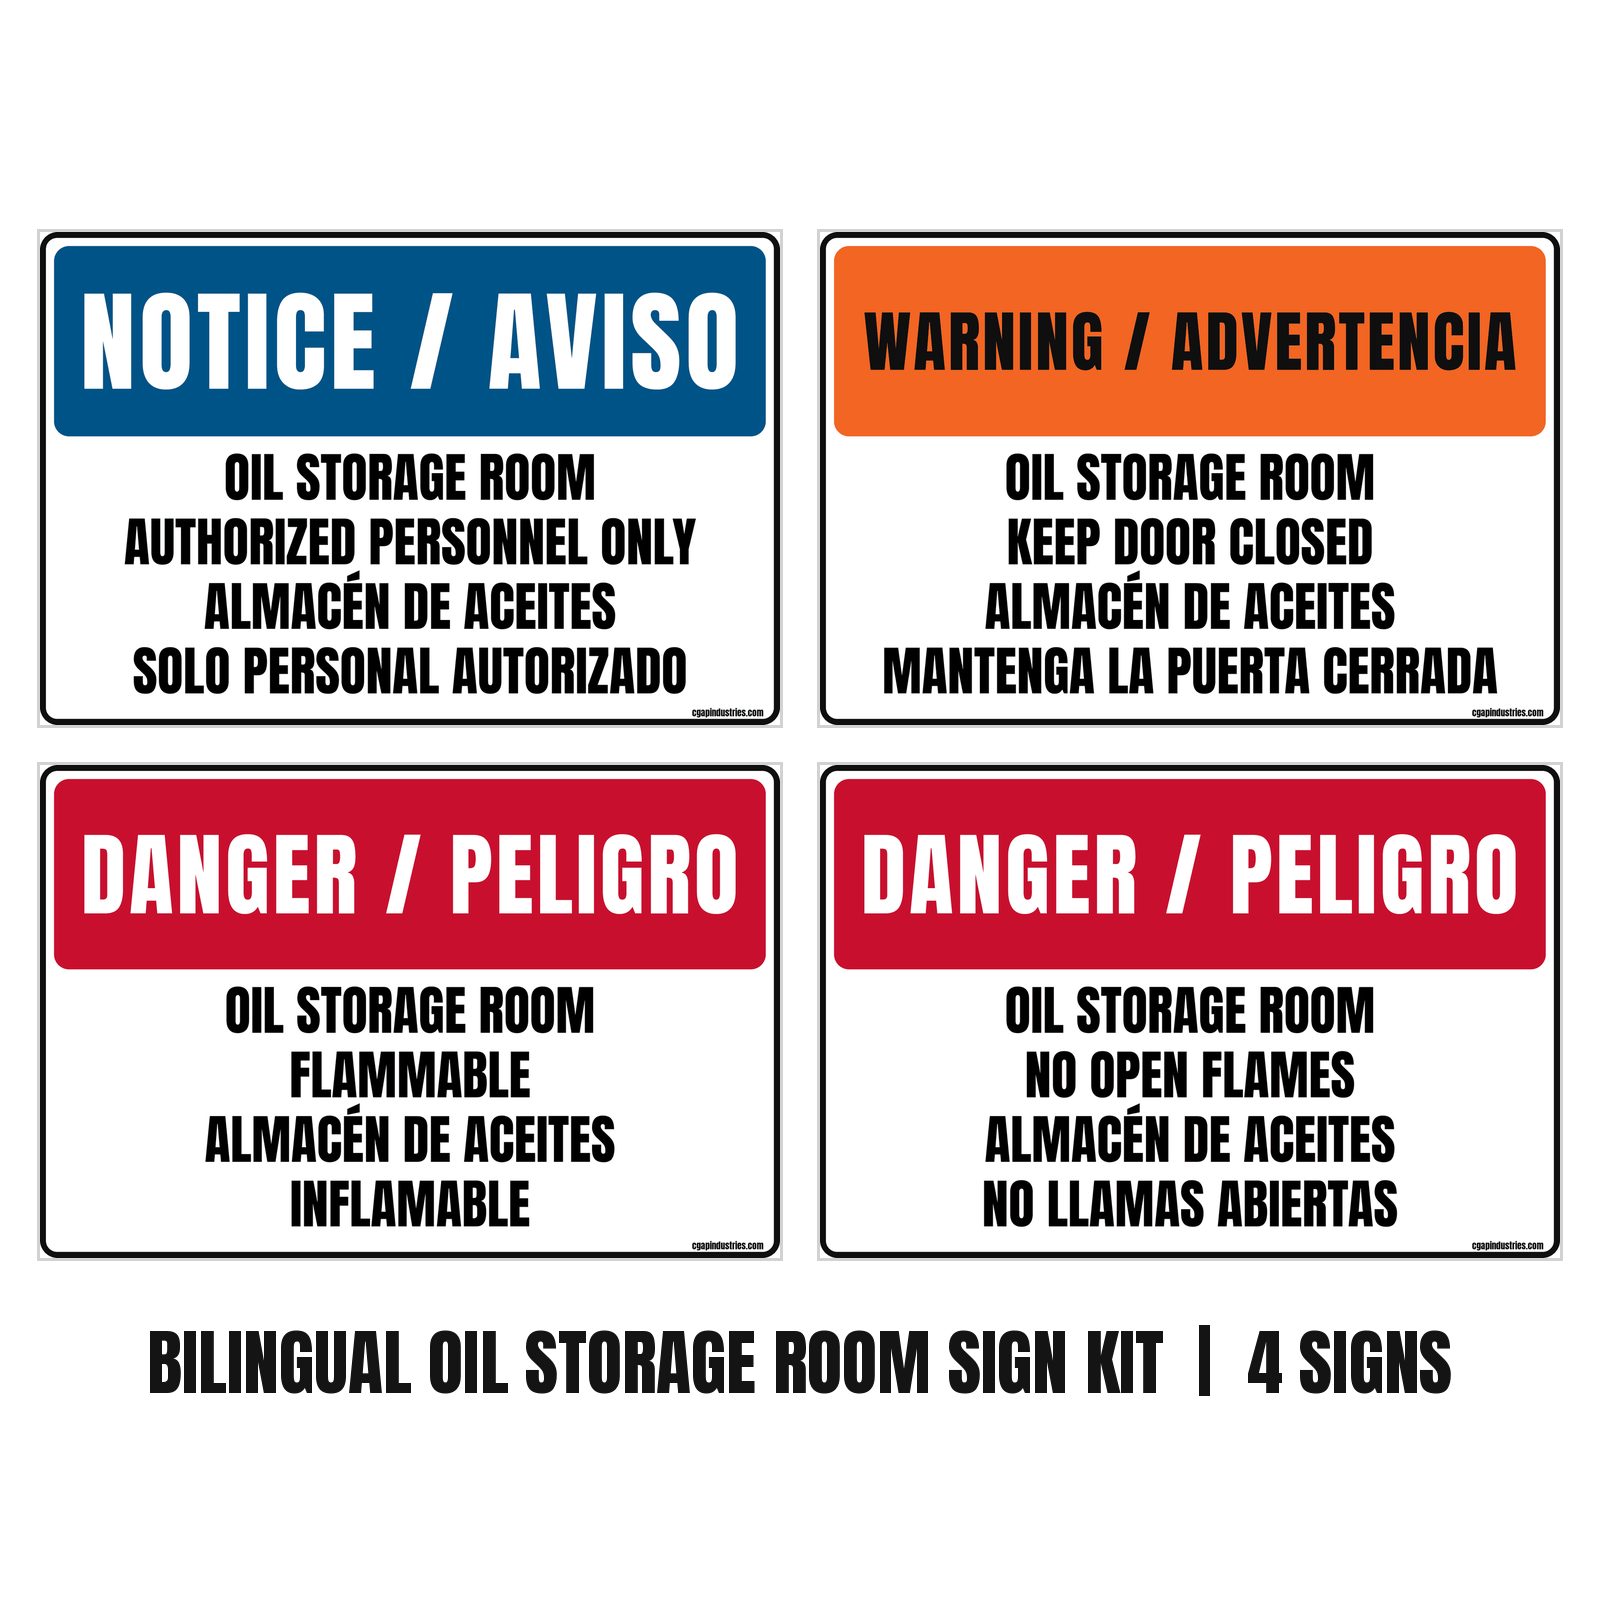 NOTICE / AVISO
OIL STORAGE ROOM
AUTHORIZED PERSONNEL ONLY
ALMACÉN DE ACEITES
SOLO PERSONAL AUTORIZADO
cgapindustries.com
WARNING / ADVERTENCIA
OIL STORAGE ROOM
KEEP DOOR CLOSED
ALMACÉN DE ACEITES
MANTENGA LA PUERTA CERRADA
cgapindustries.com
DANGER / PELIGRO
OIL STORAGE ROOM
FLAMMABLE
ALMACÉN DE ACEITES
INFLAMABLE
cgapindustries.com
DANGER / PELIGRO
OIL STORAGE ROOM
NO OPEN FLAMES
ALMACÉN DE ACEITES
NO LLAMAS ABIERTAS
cgapindustries.com
BILINGUAL OIL STORAGE ROOM SIGN KIT | 4 SIGNS